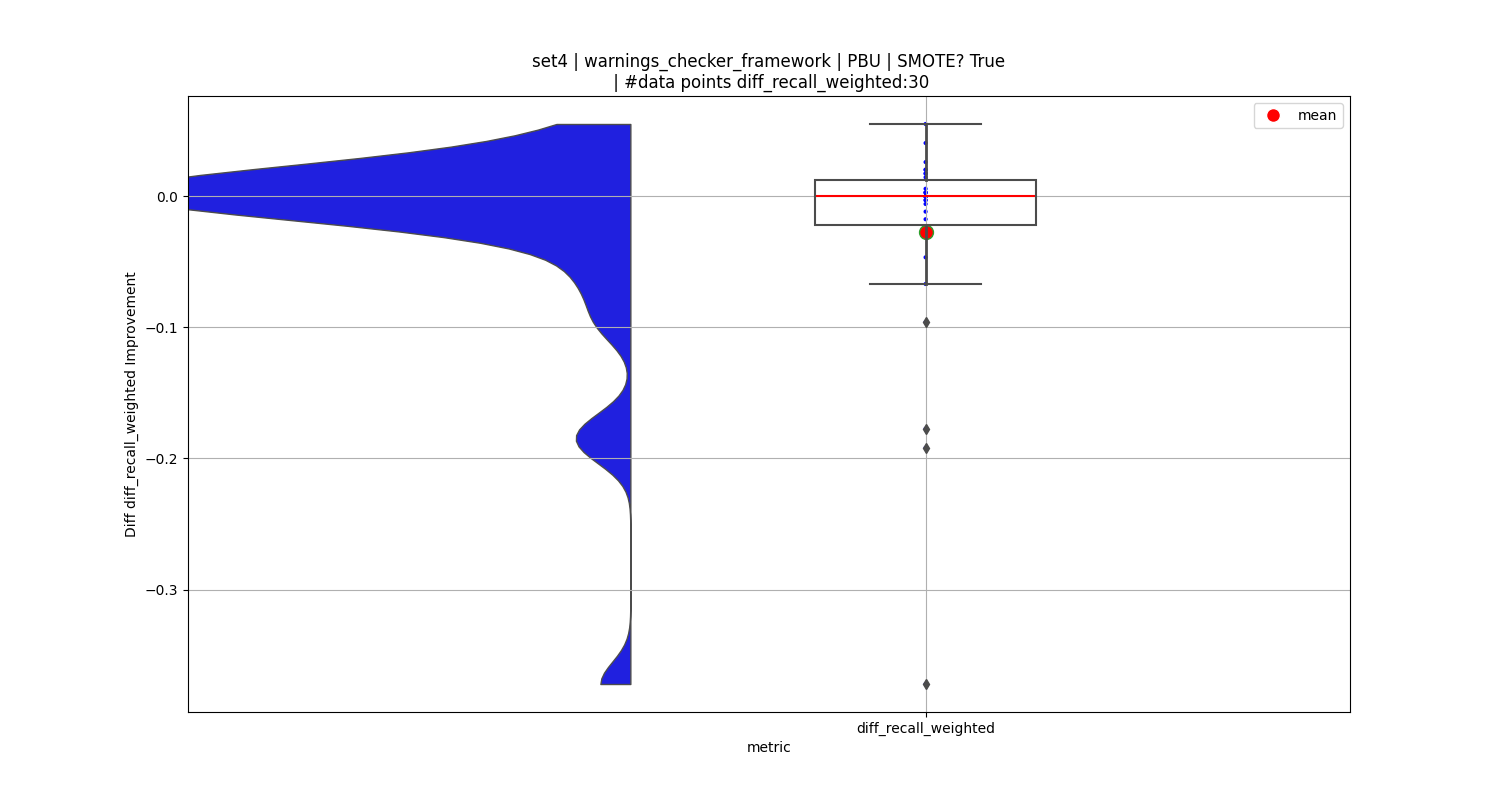 set4 | warnings_checker_framework | PBU | SMOTE? True
| #data points diff_recall_weighted:30
mean
0.0
−0.1
−0.2
−0.3
Diff diff_recall_weighted Improvement
diff_recall_weighted
metric